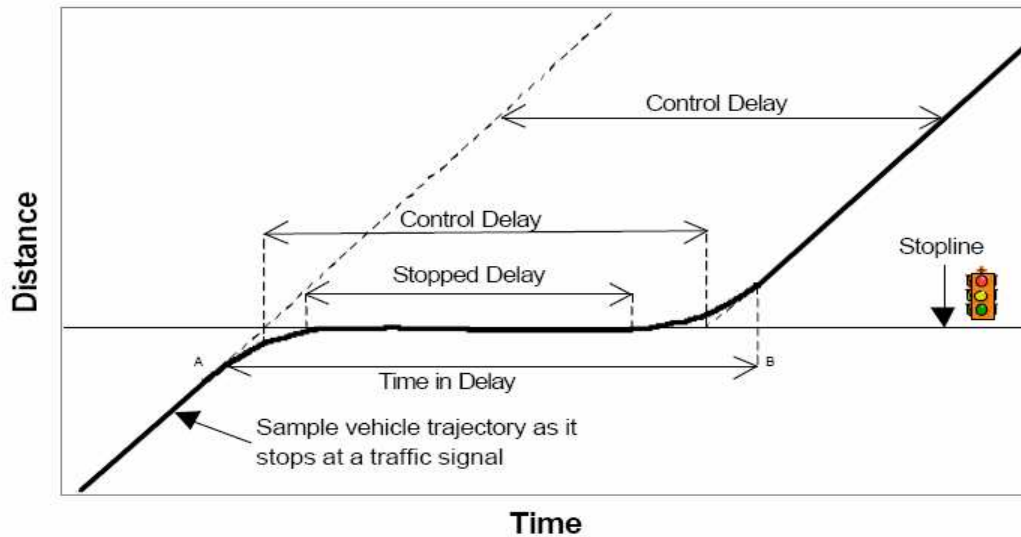 Control Delay
Control Delay
Stopline
Stopped Delay
Distance
A
B
Time in Delay
Sample vehicle trajectory as it
stops at a traffic signal
Time